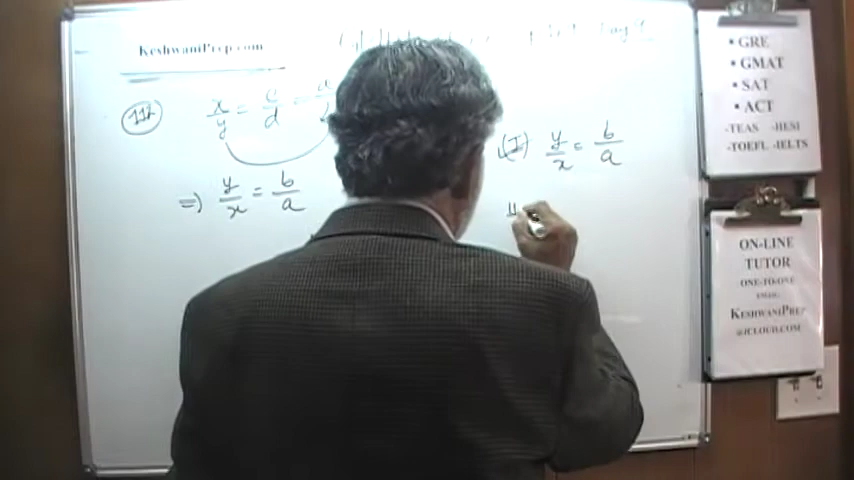 KeshwaniPrep.com
112
x/y = c/d = a
⇒) y/x = b/a
(I) y/x = b/a
• GRE
• GMAT
• SAT
• ACT
-TEAS -HESI
-TOEFL -IELTS
ON-LINE
TUTOR
ONE-TO-ONE
KESHWANIPREP
@ICLOUD.COM